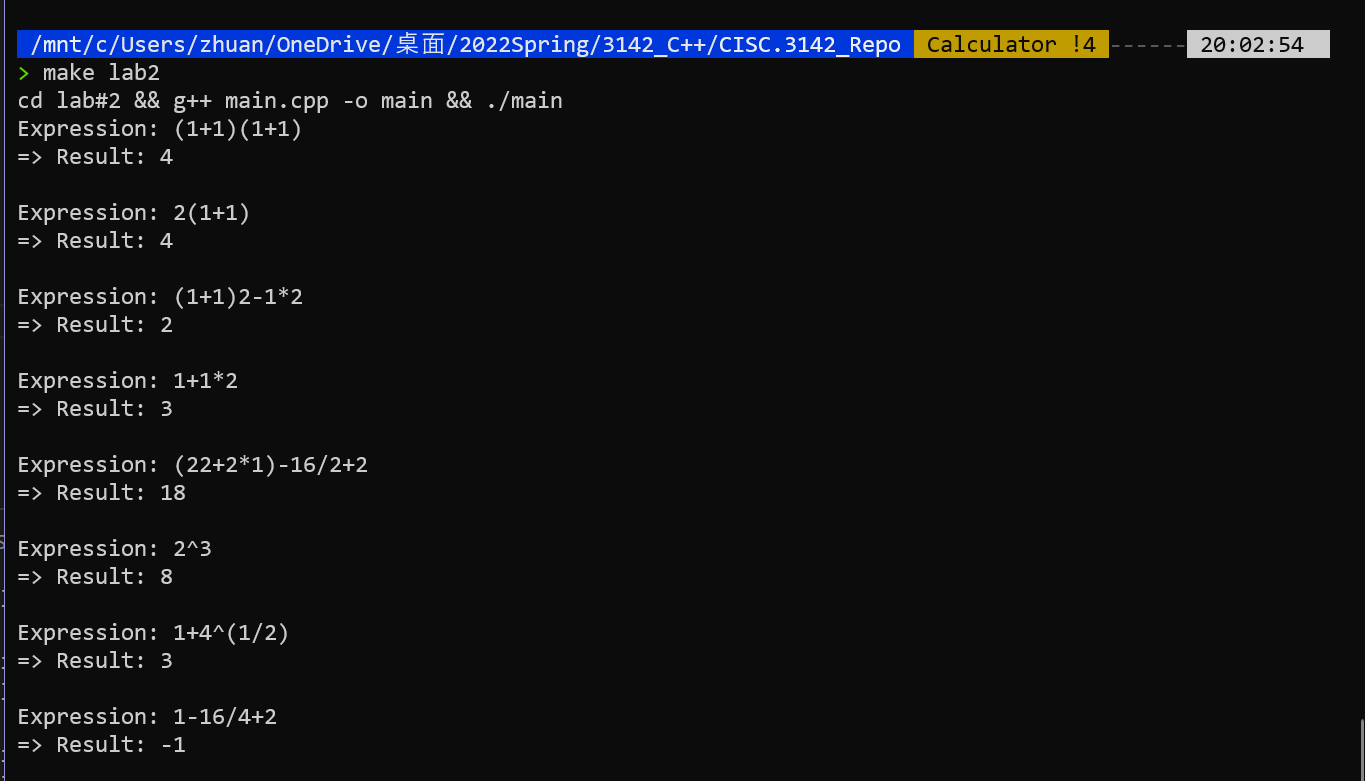 /mnt/c/Users/zhuan/OneDrive/桌面/2022Spring/3142_C++/CISC.3142_Repo Calculator !4 ------ 20:02:54
> make lab2
cd lab#2 && g++ main.cpp -o main && ./main
Expression: (1+1)(1+1)
=> Result: 4
Expression: 2(1+1)
=> Result: 4
Expression: (1+1)2-1*2
=> Result: 2
Expression: 1+1*2
=> Result: 3
Expression: (22+2*1)-16/2+2
=> Result: 18
Expression: 2^3
=> Result: 8
Expression: 1+4^(1/2)
=> Result: 3
Expression: 1-16/4+2
=> Result: -1